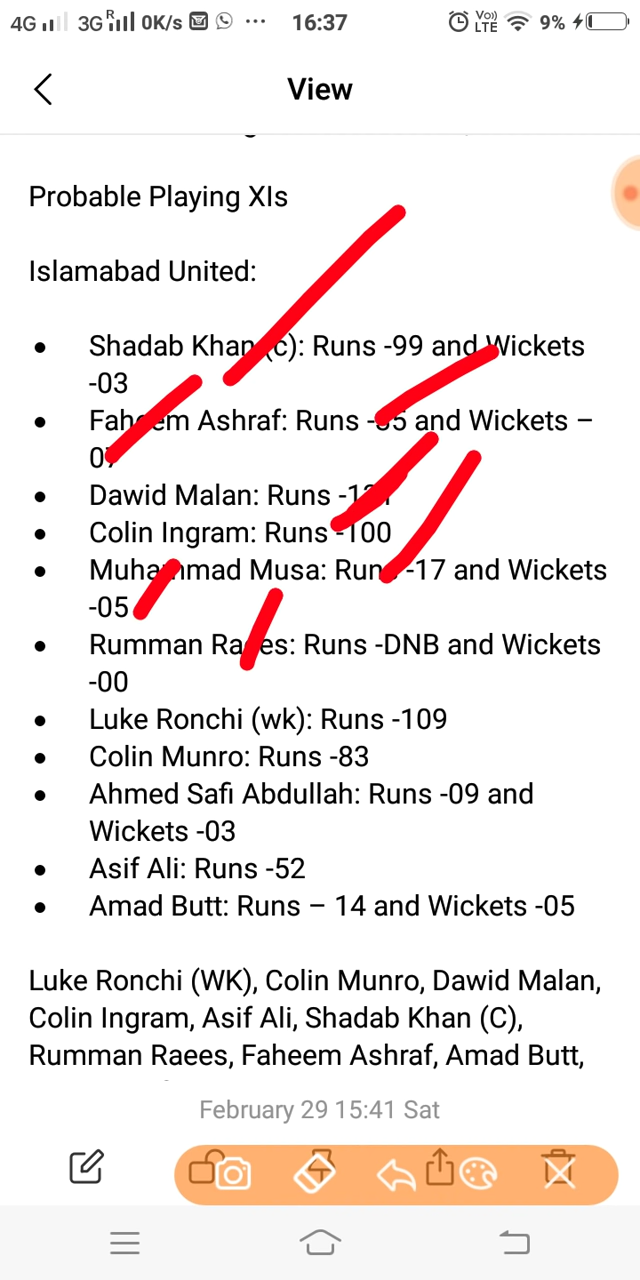 4G 3G R 0K/s ... 16:37 Vo)) LTE 9%
View
Probable Playing XIs
Islamabad United:
• Shadab Khan (c): Runs -99 and Wickets
-03
• Faheem Ashraf: Runs and Wickets –
• Dawid Malan: Runs
• Colin Ingram: Runs -100
• Muhammad Musa: Runs -17 and Wickets
-05
• Rumman Raees: Runs -DNB and Wickets
-00
• Luke Ronchi (wk): Runs -109
• Colin Munro: Runs -83
• Ahmed Safi Abdullah: Runs -09 and
Wickets -03
• Asif Ali: Runs -52
• Amad Butt: Runs – 14 and Wickets -05
Luke Ronchi (WK), Colin Munro, Dawid Malan,
Colin Ingram, Asif Ali, Shadab Khan (C),
Rumman Raees, Faheem Ashraf, Amad Butt,
February 29 15:41 Sat